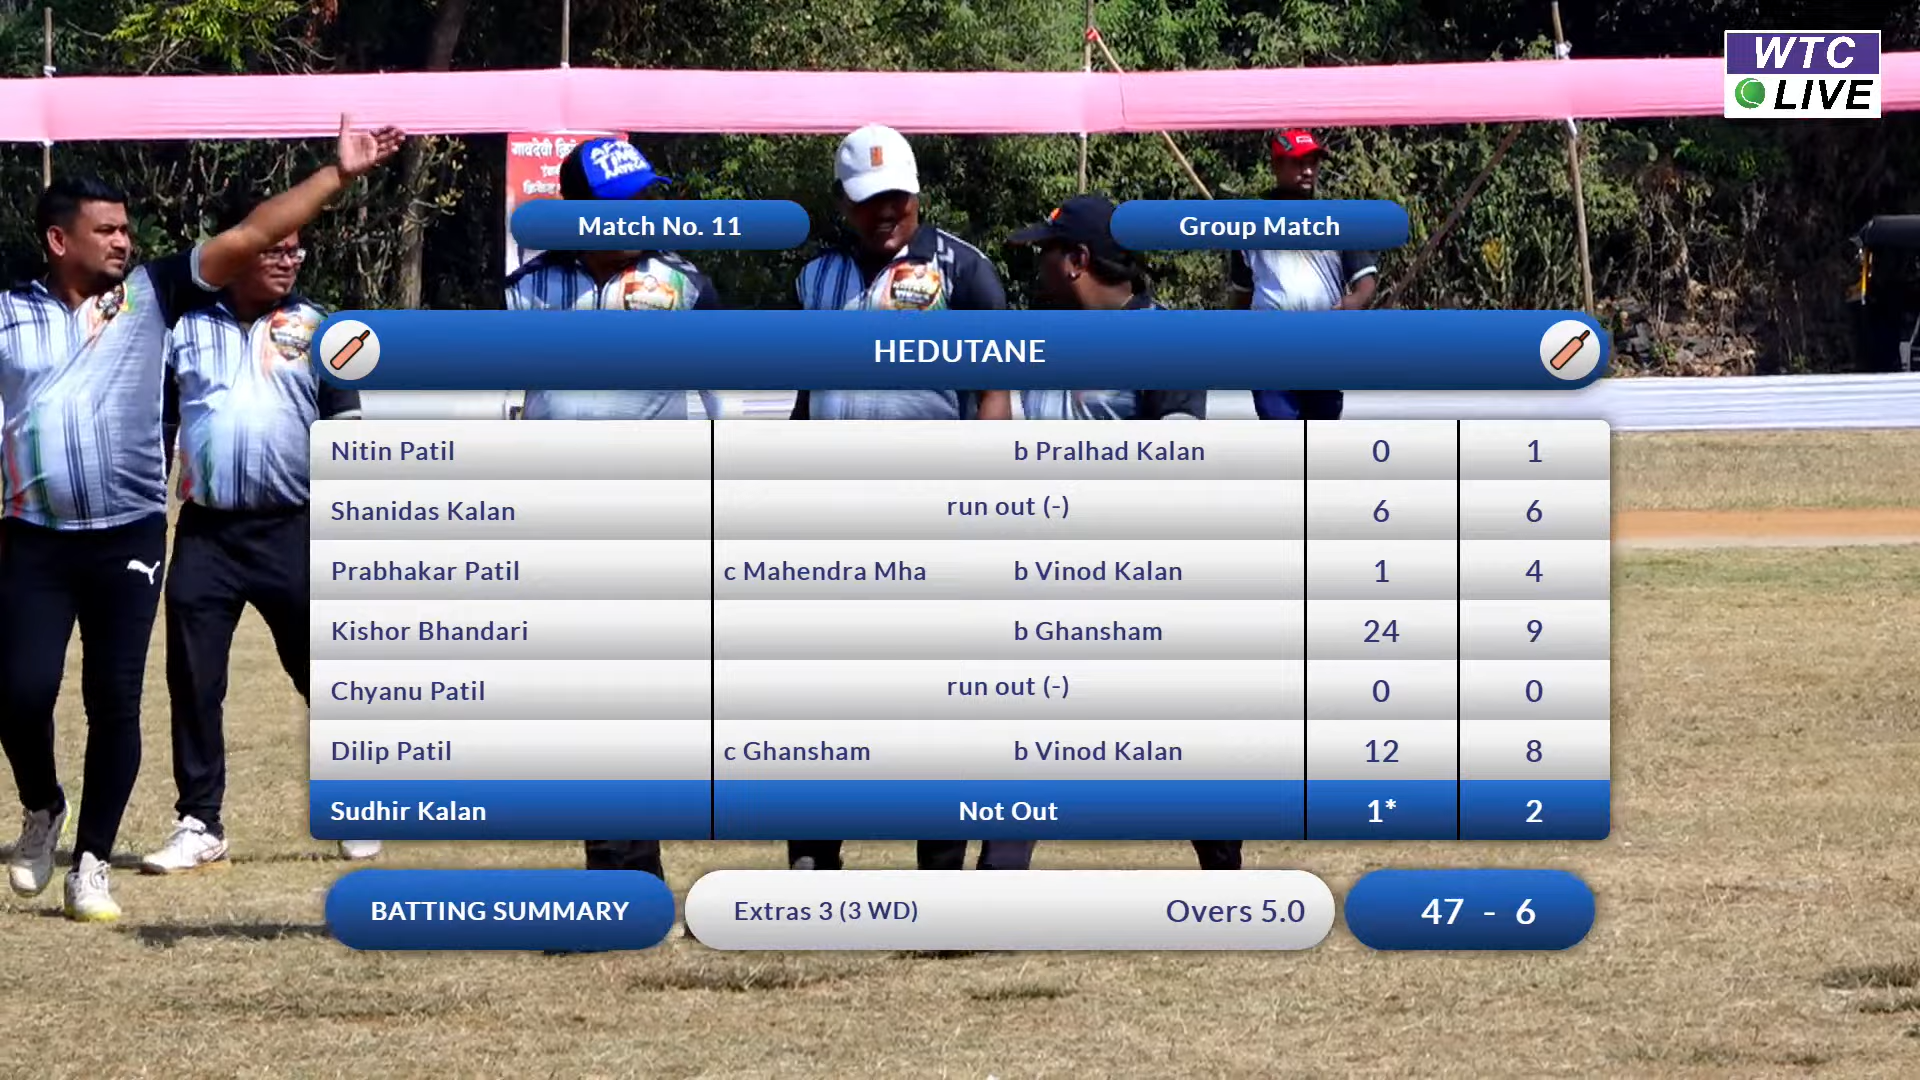 WTC
LIVE
गावदेवी
Match No. 11
Group Match
HEDUTANE
Nitin Patil b Pralhad Kalan 0 1
Shanidas Kalan run out (-) 6 6
Prabhakar Patil c Mahendra Mha b Vinod Kalan 1 4
Kishor Bhandari b Ghansham 24 9
Chyanu Patil run out (-) 0 0
Dilip Patil c Ghansham b Vinod Kalan 12 8
Sudhir Kalan Not Out 1* 2
BATTING SUMMARY Extras 3 (3 WD) Overs 5.0 47 - 6